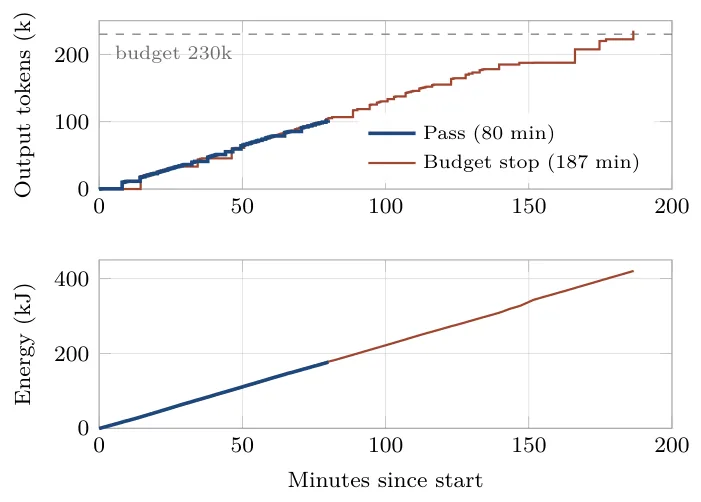 Output tokens (k)
200
100
0
budget 230k
Pass (80 min)
Budget stop (187 min)
0 50 100 150 200
Energy (kJ)
400
200
0
0 50 100 150 200
Minutes since start